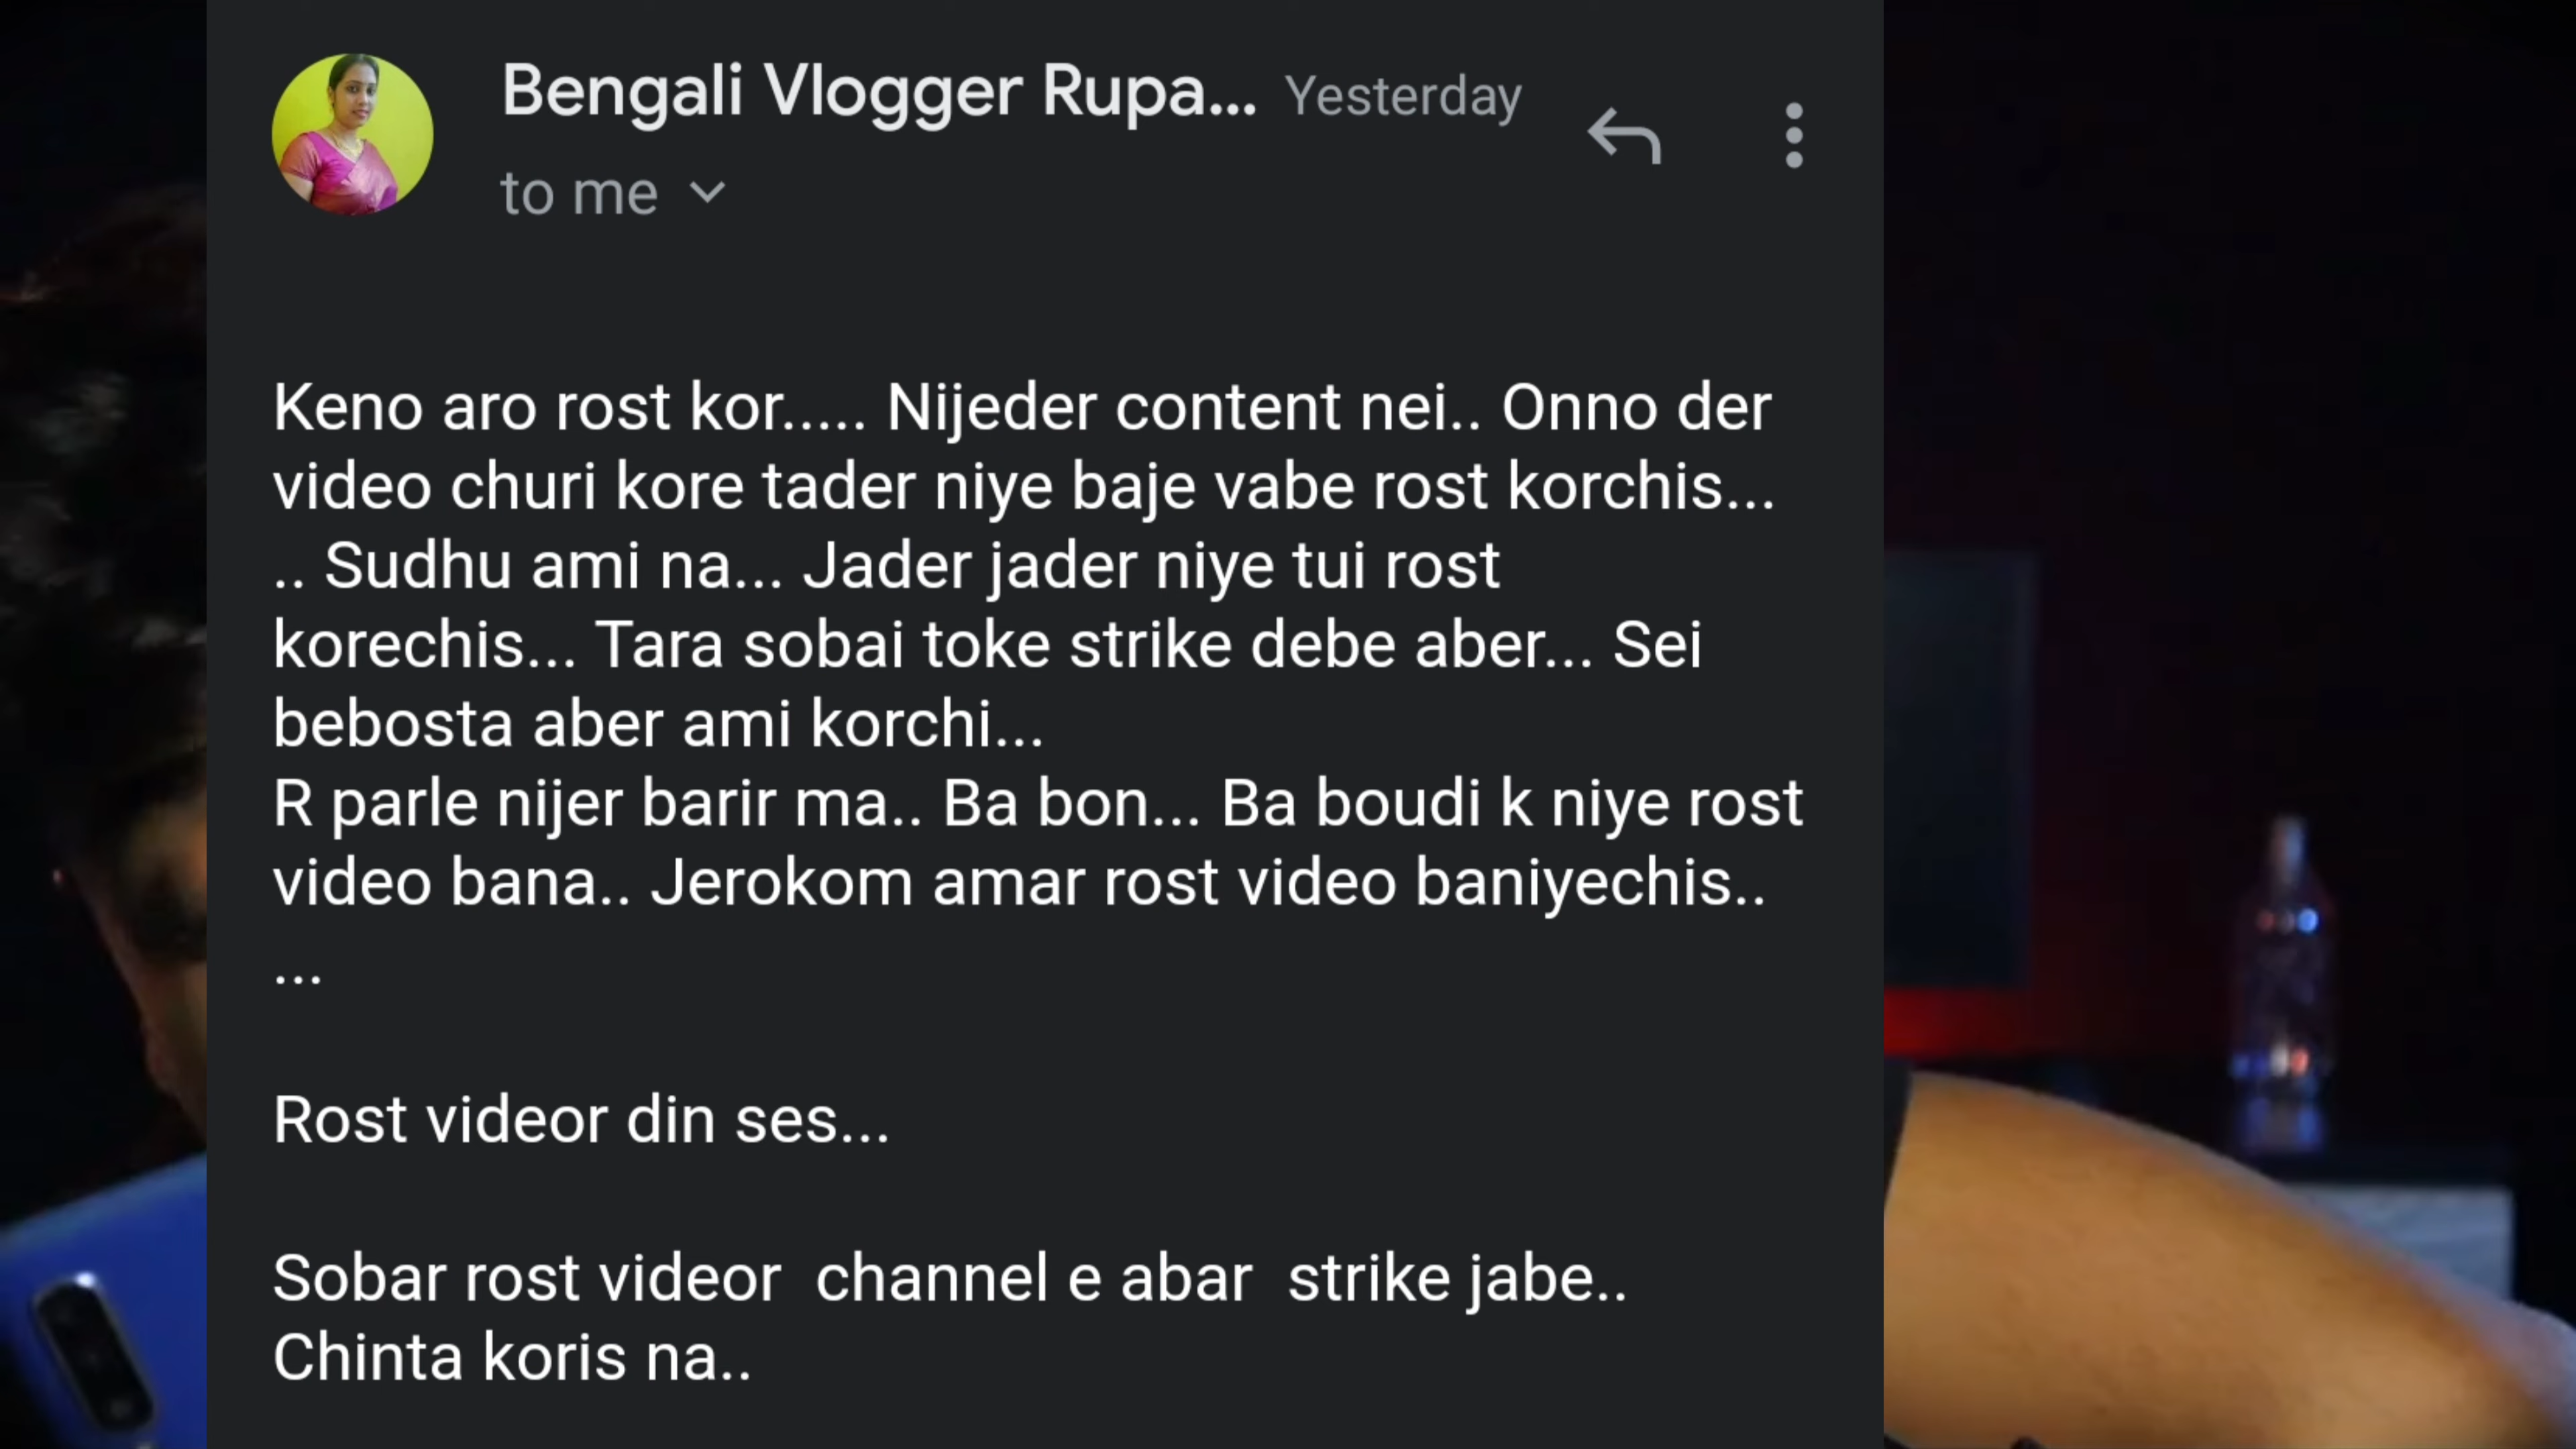 Bengali Vlogger Rupa... Yesterday
to me
Keno aro rost kor..... Nijeder content nei.. Onno der
video churi kore tader niye baje vabe rost korchis...
.. Sudhu ami na... Jader jader niye tui rost
korechis... Tara sobai toke strike debe aber... Sei
bebosta aber ami korchi...
R parle nijer barir ma.. Ba bon... Ba boudi k niye rost
video bana.. Jerokom amar rost video baniyechis..
...
Rost videor din ses...
Sobar rost videor  channel e abar  strike jabe..
Chinta koris na..